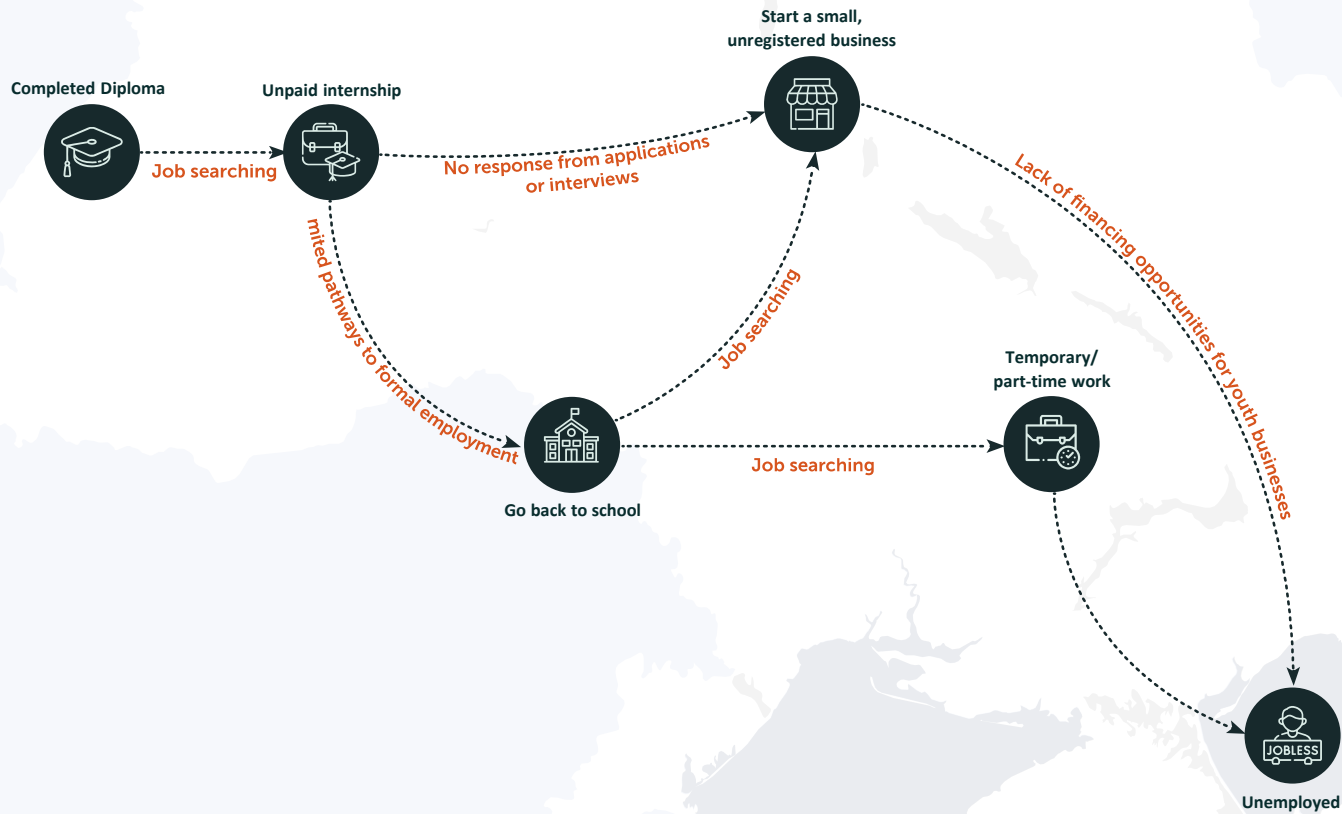 Start a small,
unregistered business
Completed Diploma
Unpaid internship
Job searching
No response from applications
or interviews
Lack of financing opportunities for youth businesses
mited pathways to formal employment
Job searching
Temporary/
part-time work
Job searching
Go back to school
JOBLESS
Unemployed